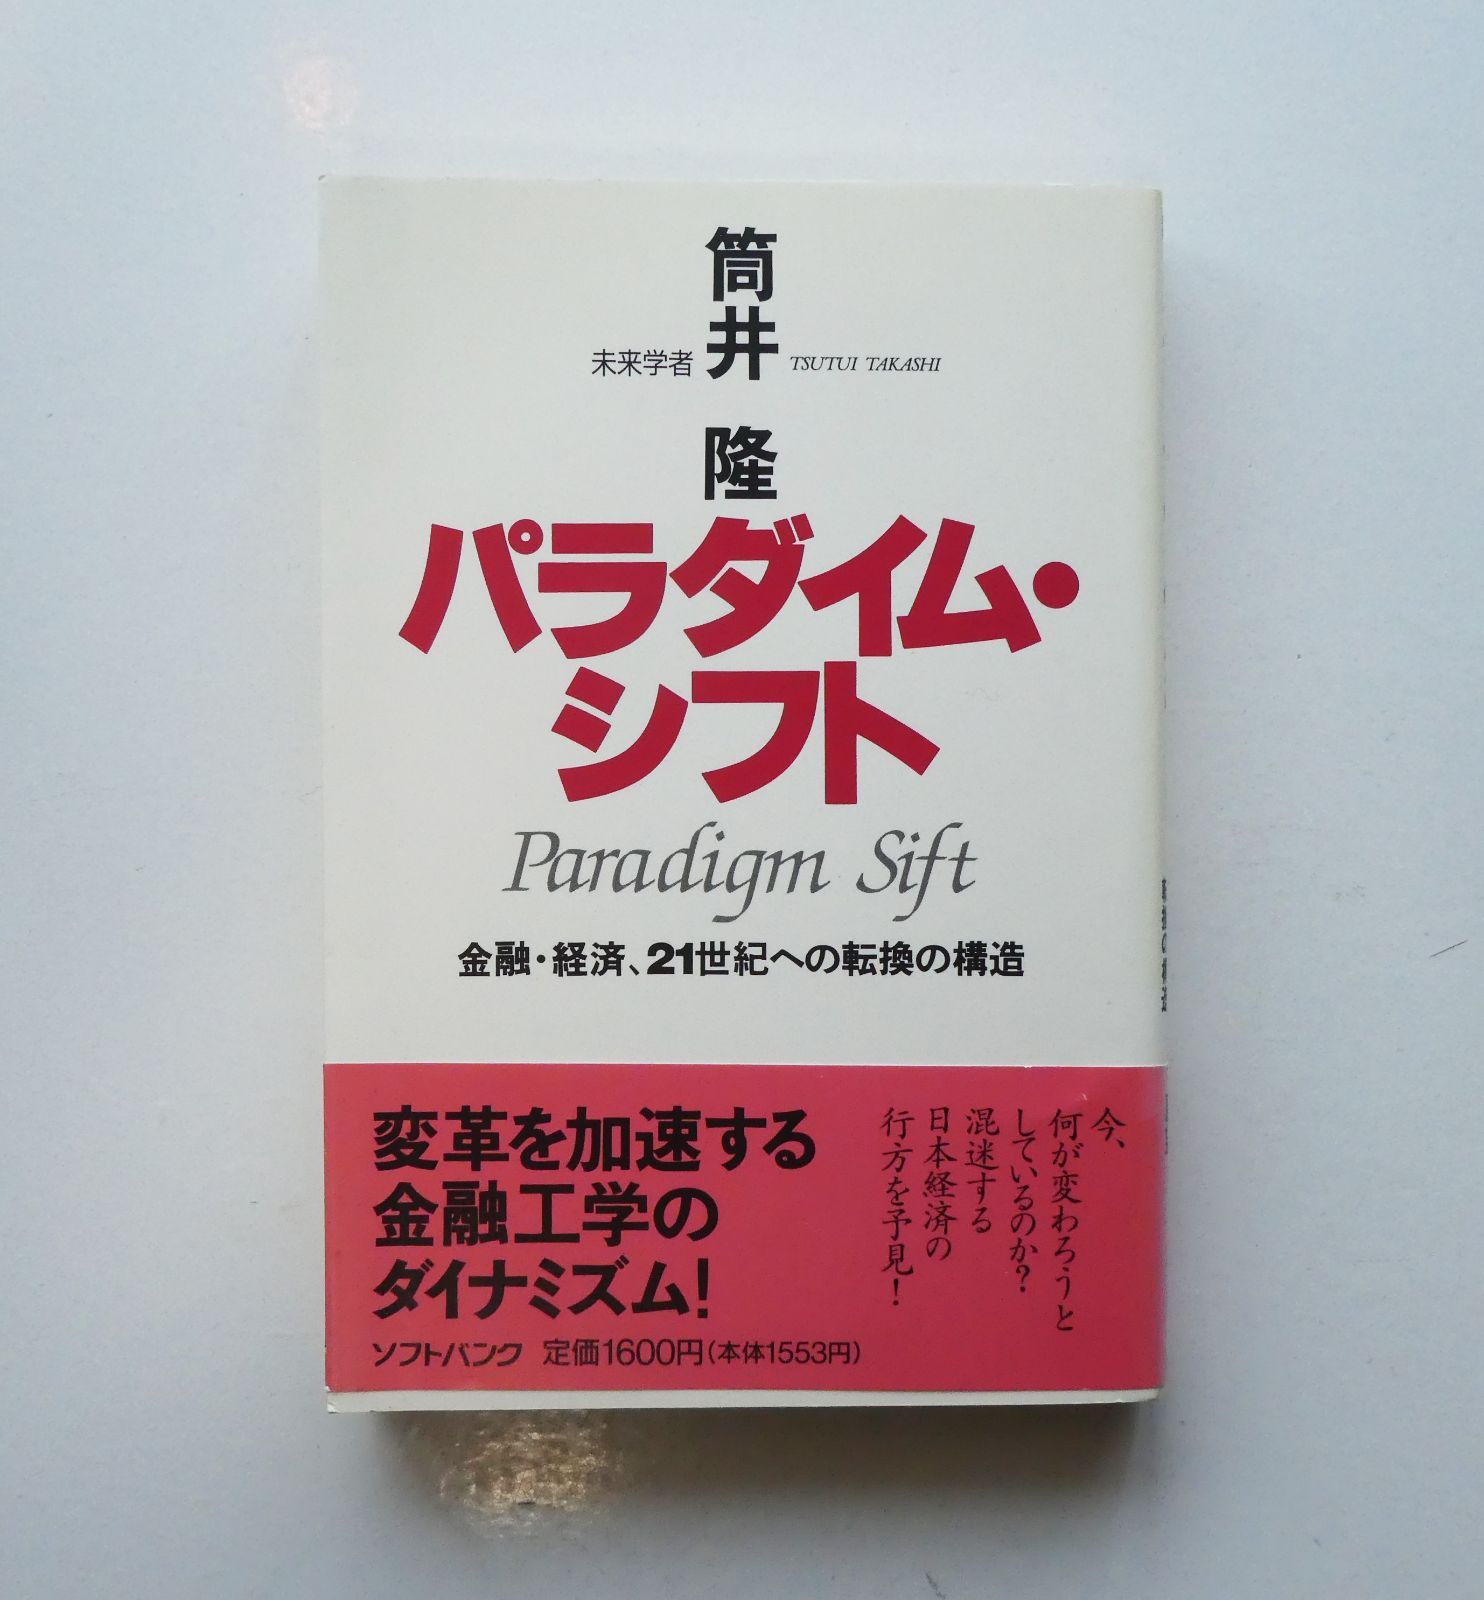 未来学者
筒井 隆
TSUTUI TAKASHI
パラダイム・
シフト
Paradigm Sift
金融・経済、21世紀への転換の構造
変革を加速する
金融工学の
ダイナミズム!
今、
何が変わろうと
しているのか?
混迷する
日本経済の
行方を予見!
ソフトバンク 定価1600円(本体1553円)